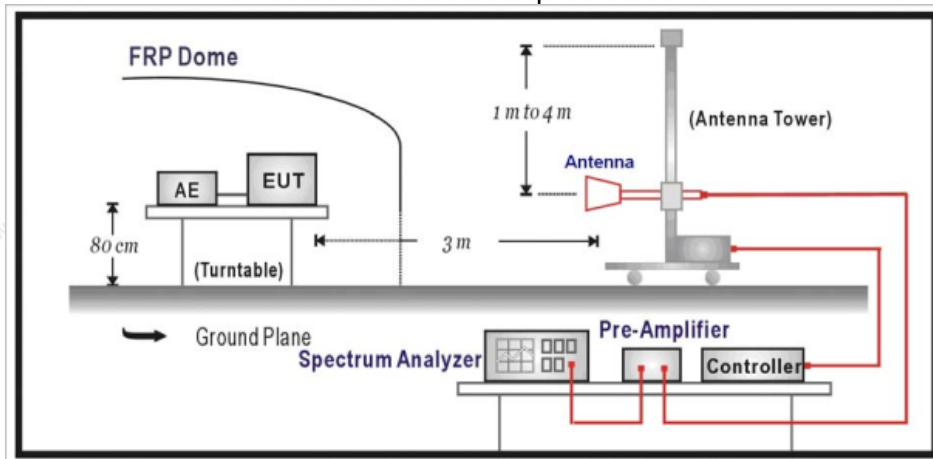 FRP Dome
1 m to 4 m
(Antenna Tower)
Antenna
AE
EUT
80 cm
3 m
(Turntable)
Ground Plane
Spectrum Analyzer
Pre-Amplifier
Controller